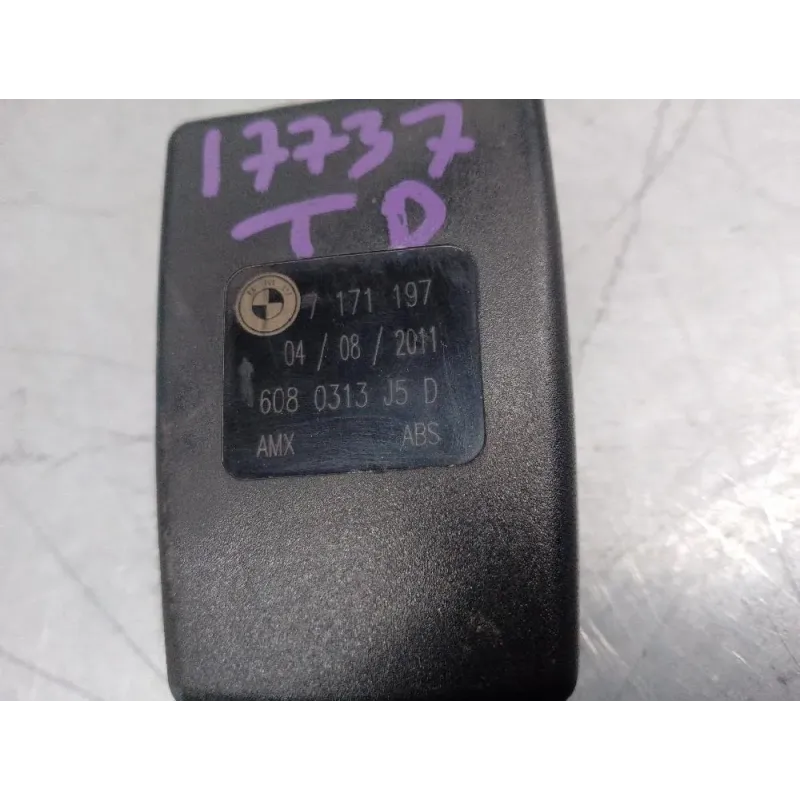 17737
TD
7 171 197
04 / 08 / 2011
608 0313 J5 D
AMX ABS